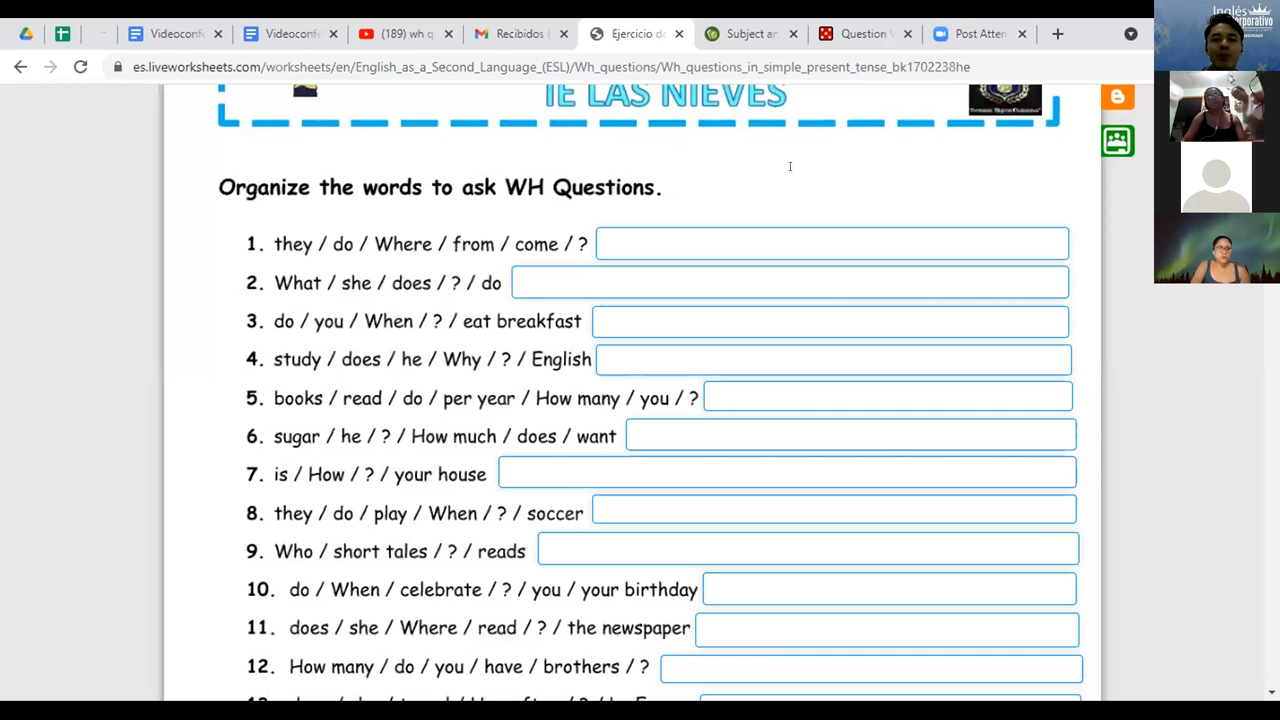 Videoconfe
Videoconfe
(189) wh q
Recibidos
Ejercicio de
Subject an
Question
Post Atten
es.liveworksheets.com/worksheets/en/English_as_a_Second_Language_(ESL)/Wh_questions/Wh_questions_in_simple_present_tense_bk1702238he
Inglés
IE LAS NIEVES
Organize the words to ask WH Questions.
1. they / do / Where / from / come / ?
2. What / she / does / ? / do
3. do / you / When / ? / eat breakfast
4. study / does / he / Why / ? / English
5. books / read / do / per year / How many / you / ?
6. sugar / he / ? / How much / does / want
7. is / How / ? / your house
8. they / do / play / When / ? / soccer
9. Who / short tales / ? / reads
10. do / When / celebrate / ? / you / your birthday
11. does / she / Where / read / ? / the newspaper
12. How many / do / you / have / brothers / ?